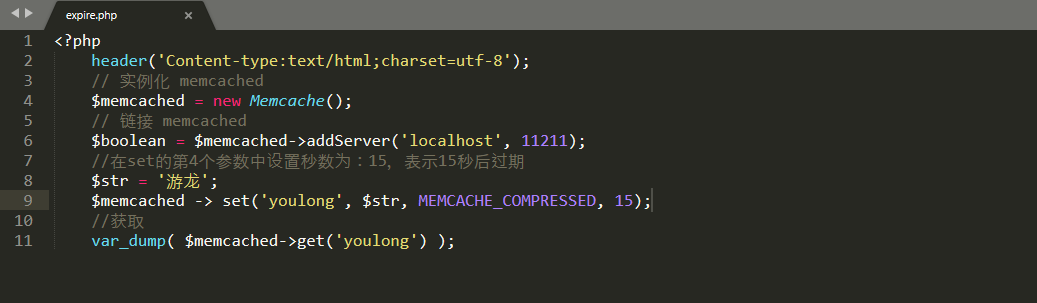 expire.php
1 <?php
2 header('Content-type:text/html;charset=utf-8');
3 // 实例化 memcached
4 $memcached = new Memcache();
5 // 链接 memcached
6 $boolean = $memcached->addServer('localhost', 11211);
7 //在set的第4个参数中设置秒数为：15，表示15秒后过期
8 $str = '游龙';
9 $memcached -> set('youlong', $str, MEMCACHE_COMPRESSED, 15);
10 //获取
11 var_dump( $memcached->get('youlong') );